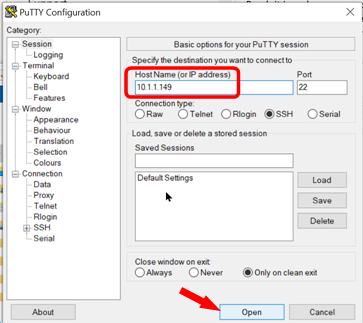 PuTTY Configuration
Category:
Session
Logging
Terminal
Keyboard
Bell
Features
Window
Appearance
Behaviour
Translation
Selection
Colours
Connection
Data
Proxy
Telnet
Rlogin
SSH
Serial
Basic options for your PuTTY session
Specify the destination you want to connect to
Host Name (or IP address) Port
10.1.1.149 22
Connection type:
Raw Telnet Rlogin SSH Serial
Load, save or delete a stored session
Saved Sessions
Default Settings
Load
Save
Delete
Close window on exit:
Always Never Only on clean exit
About Open Cancel